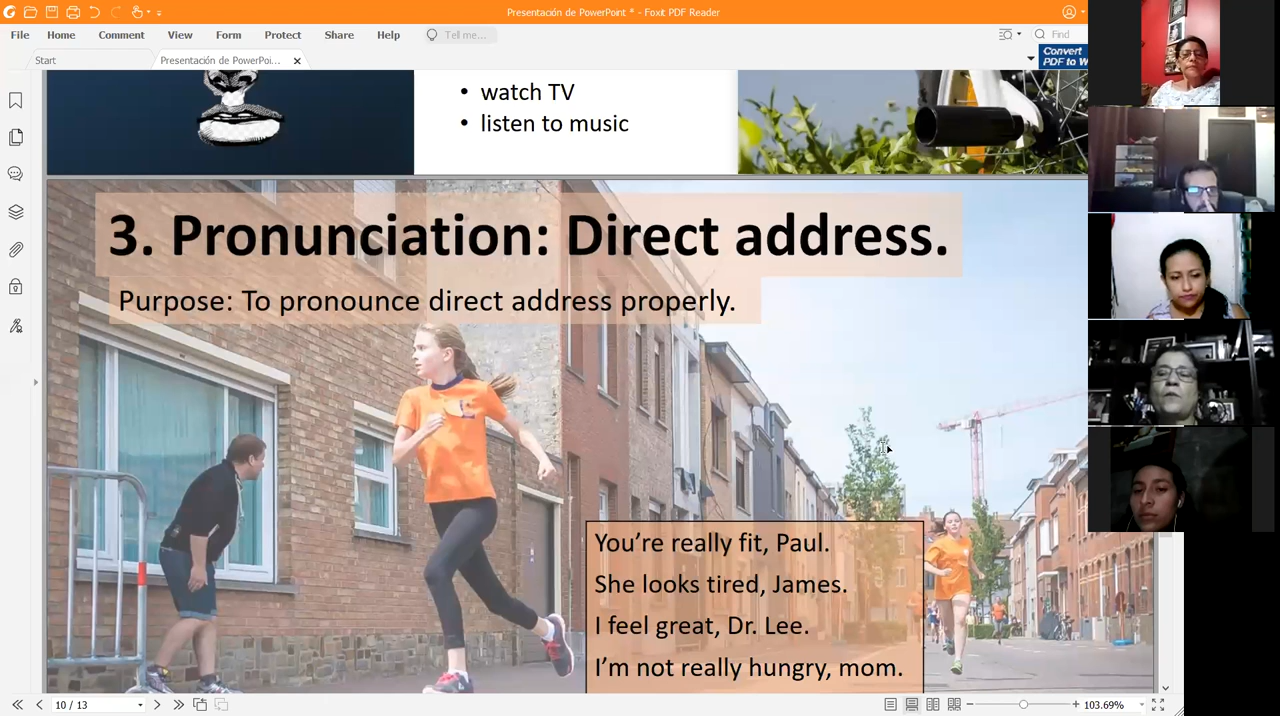 Presentación de PowerPoint * - Foxit PDF Reader
File Home Comment View Form Protect Share Help Tell me... Find
Start Presentación de PowerPoi... Convert
PDF to W
• watch TV
• listen to music
3. Pronunciation: Direct address.
Purpose: To pronounce direct address properly.
You’re really fit, Paul.
She looks tired, James.
I feel great, Dr. Lee.
I’m not really hungry, mom.
10 / 13 103.69%